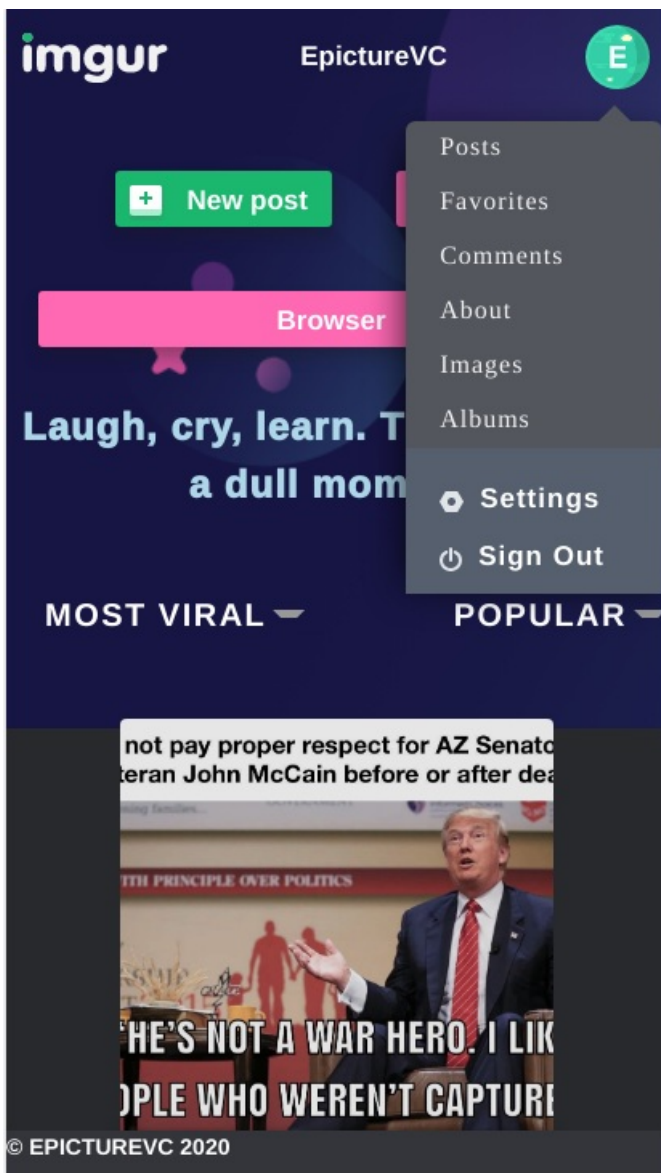 imgur
EpictureVC
E
Posts
New post
Favorites
Comments
Browser
About
Images
Albums
Laugh, cry, learn. T
a dull mom
Settings
Sign Out
MOST VIRAL
POPULAR
not pay proper respect for AZ Senato
teran John McCain before or after dea
ITH PRINCIPLE OVER POLITICS
"HE'S NOT A WAR HERO. I LIK
OPLE WHO WEREN'T CAPTURE
© EPICTUREVC 2020